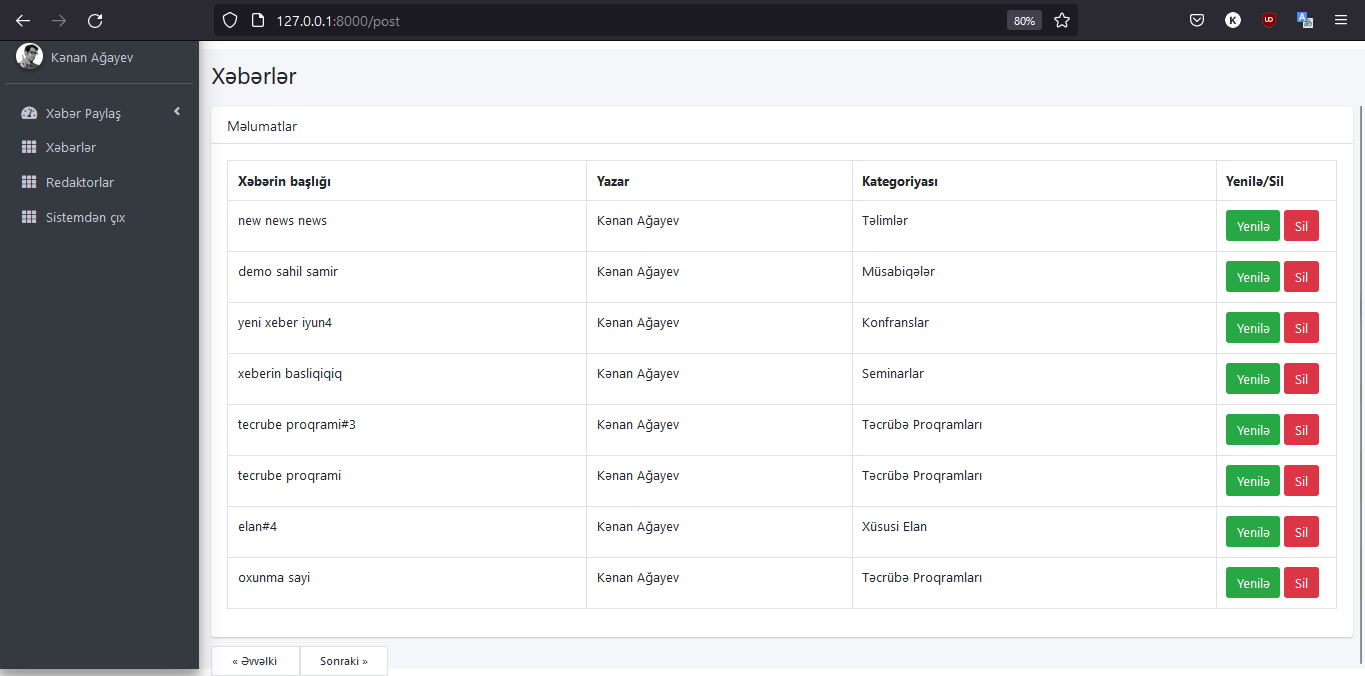 127.0.0.1:8000/post
80%
K
UD
Kənan Ağayev
Xəbər Paylaş
Xəbərlər
Redaktorlar
Sistemdən çıx
Xəbərlər
Məlumatlar
Xəbərin başlığı Yazar Kategoriyası Yenilə/Sil
new news news Kənan Ağayev Təlimlər Yenilə Sil
demo sahil samir Kənan Ağayev Müsabiqələr Yenilə Sil
yeni xeber iyun4 Kənan Ağayev Konfranslar Yenilə Sil
xeberin basliqiqiq Kənan Ağayev Seminarlar Yenilə Sil
tecrube proqrami#3 Kənan Ağayev Təcrübə Proqramları Yenilə Sil
tecrube proqrami Kənan Ağayev Təcrübə Proqramları Yenilə Sil
elan#4 Kənan Ağayev Xüsusi Elan Yenilə Sil
oxunma sayi Kənan Ağayev Təcrübə Proqramları Yenilə Sil
« Əvvəlki Sonraki »